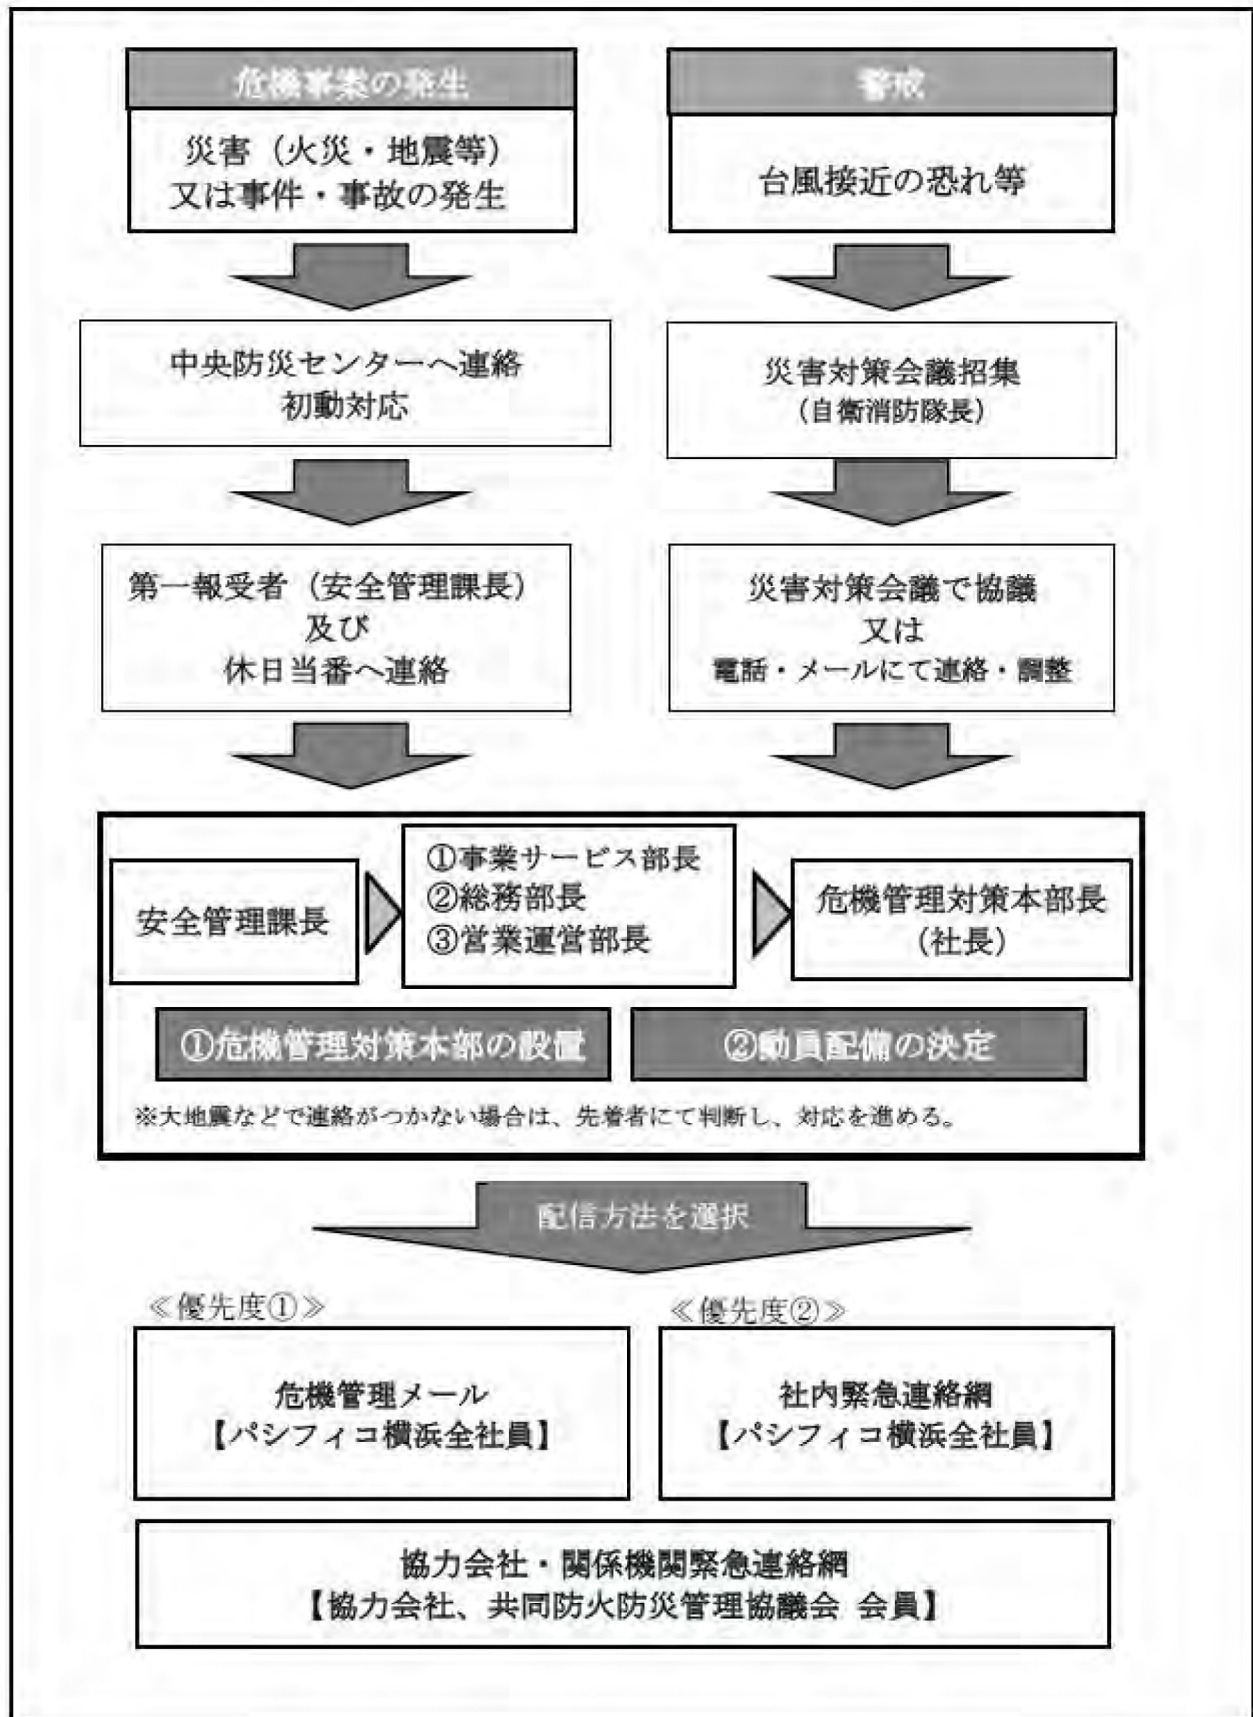 危機事案の発生
災害（火災・地震等）
又は事件・事故の発生
警戒
台風接近の恐れ等
中央防災センターへ連絡
初動対応
災害対策会議招集
（自衛消防隊長）
第一報受者（安全管理課長）
及び
休日当番へ連絡
災害対策会議で協議
又は
電話・メールにて連絡・調整
安全管理課長
①事業サービス部長
②総務部長
③営業運営部長
危機管理対策本部長
（社長）
①危機管理対策本部の設置
②動員配備の決定
※大地震などで連絡がつかない場合は、先着者にて判断し、対応を進める。
配信方法を選択
≪優先度①≫
危機管理メール
【パシフィコ横浜全社員】
≪優先度②≫
社内緊急連絡網
【パシフィコ横浜全社員】
協力会社・関係機関緊急連絡網
【協力会社、共同防火防災管理協議会 会員】